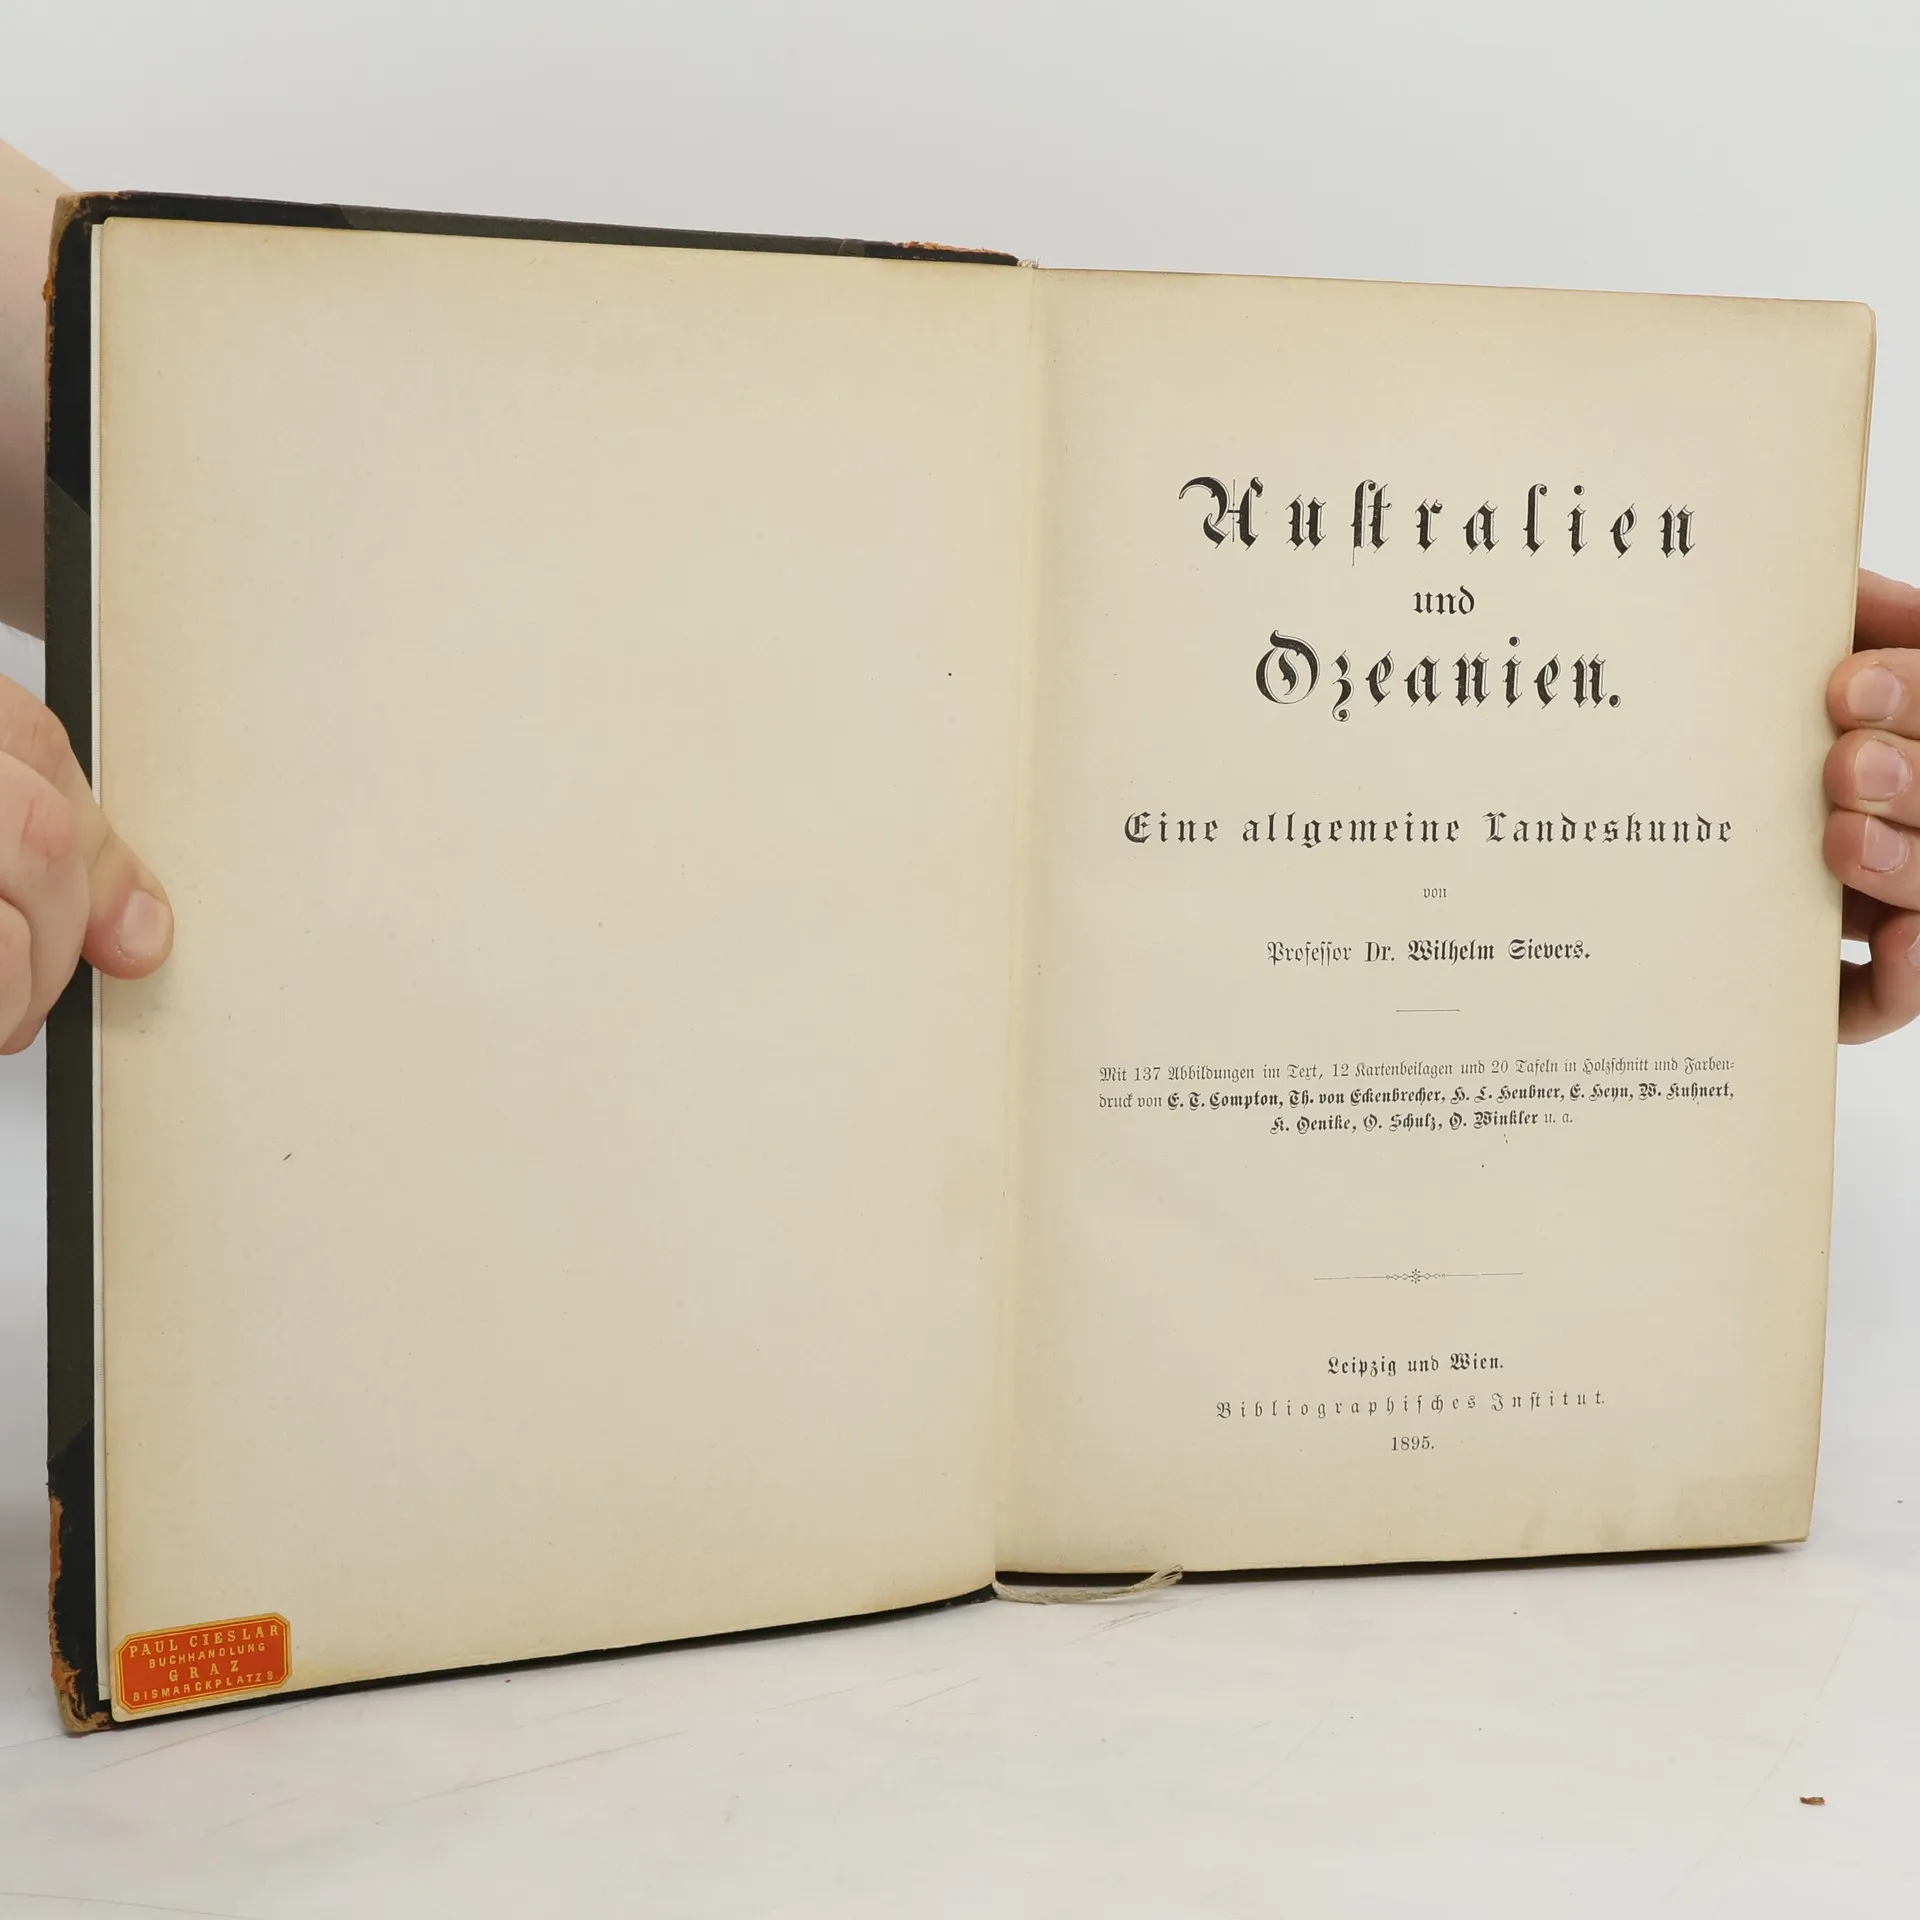 Australien
und
Ozeanien.
Eine allgemeine Landeskunde
von
Professor Dr. Wilhelm Sievers.
Mit 137 Abbildungen im Text, 12 Kartenbeilagen und 20 Tafeln in Holzschnitt und Farben-
druck von E. T. Compton, Th. von Eckenbrecher, H. L. Heubner, E. Heyn, W. Kuhnert,
K. Oenike, O. Schulz, O. Winkler u. a.
Leipzig und Wien.
Bibliographisches Institut.
1895.
PAUL CIESLAR
BUCHHANDLUNG
GRAZ
BISMARCKPLATZ 3